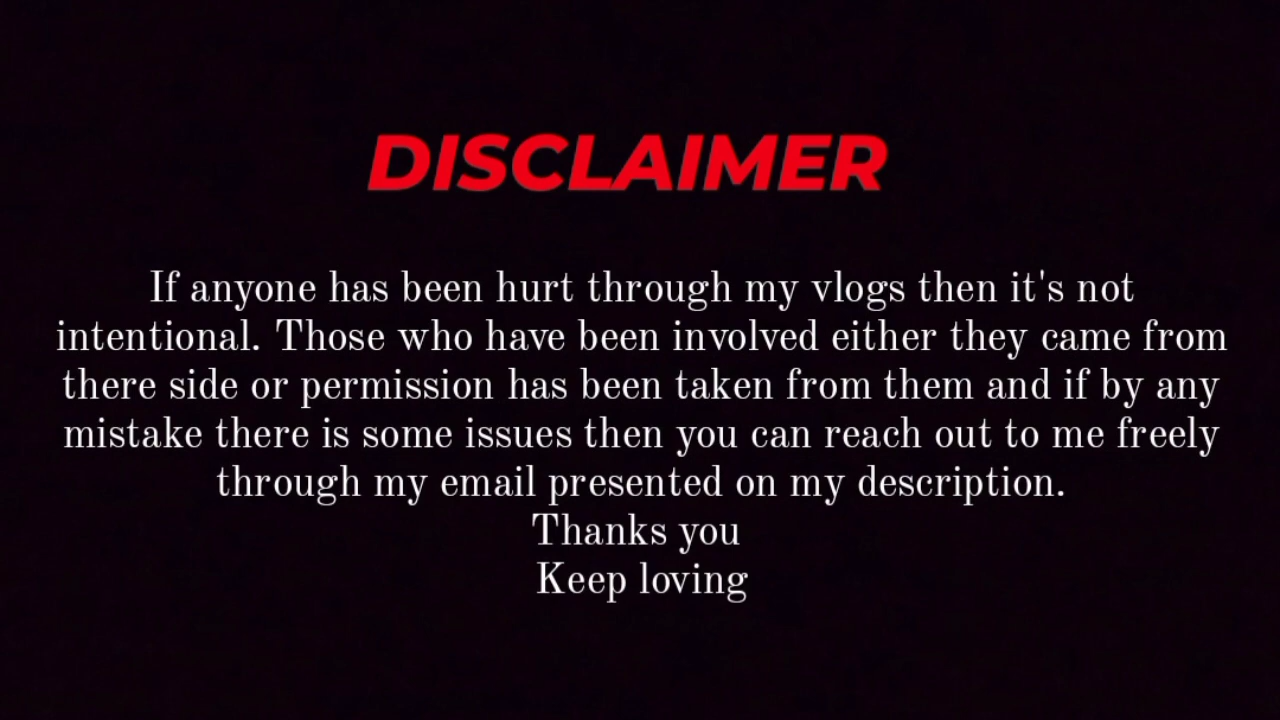 DISCLAIMER
If anyone has been hurt through my vlogs then it's not
intentional. Those who have been involved either they came from
there side or permission has been taken from them and if by any
mistake there is some issues then you can reach out to me freely
through my email presented on my description.
Thanks you
Keep loving